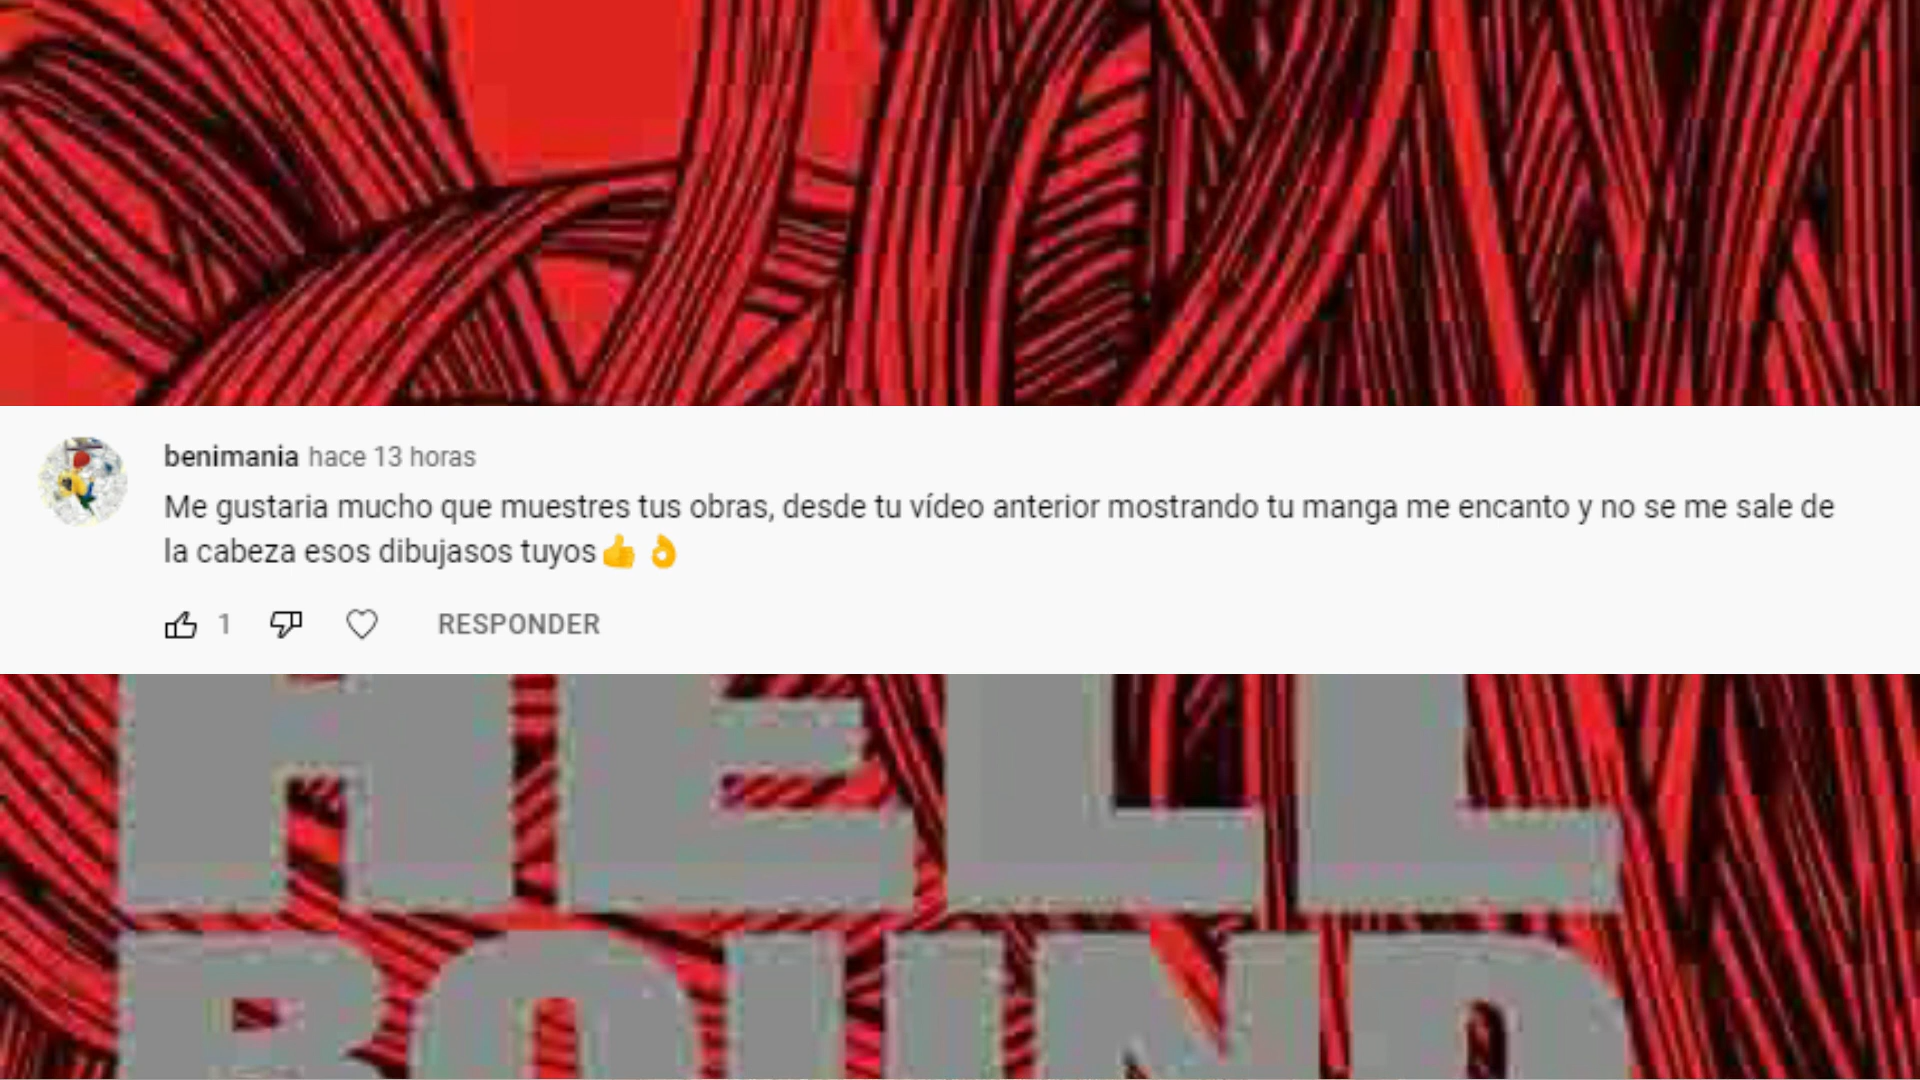 benimania hace 13 horas
Me gustaria mucho que muestres tus obras, desde tu vídeo anterior mostrando tu manga me encanto y no se me sale de
la cabeza esos dibujasos tuyos👍 👌
1 RESPONDER
HELL
BOUND